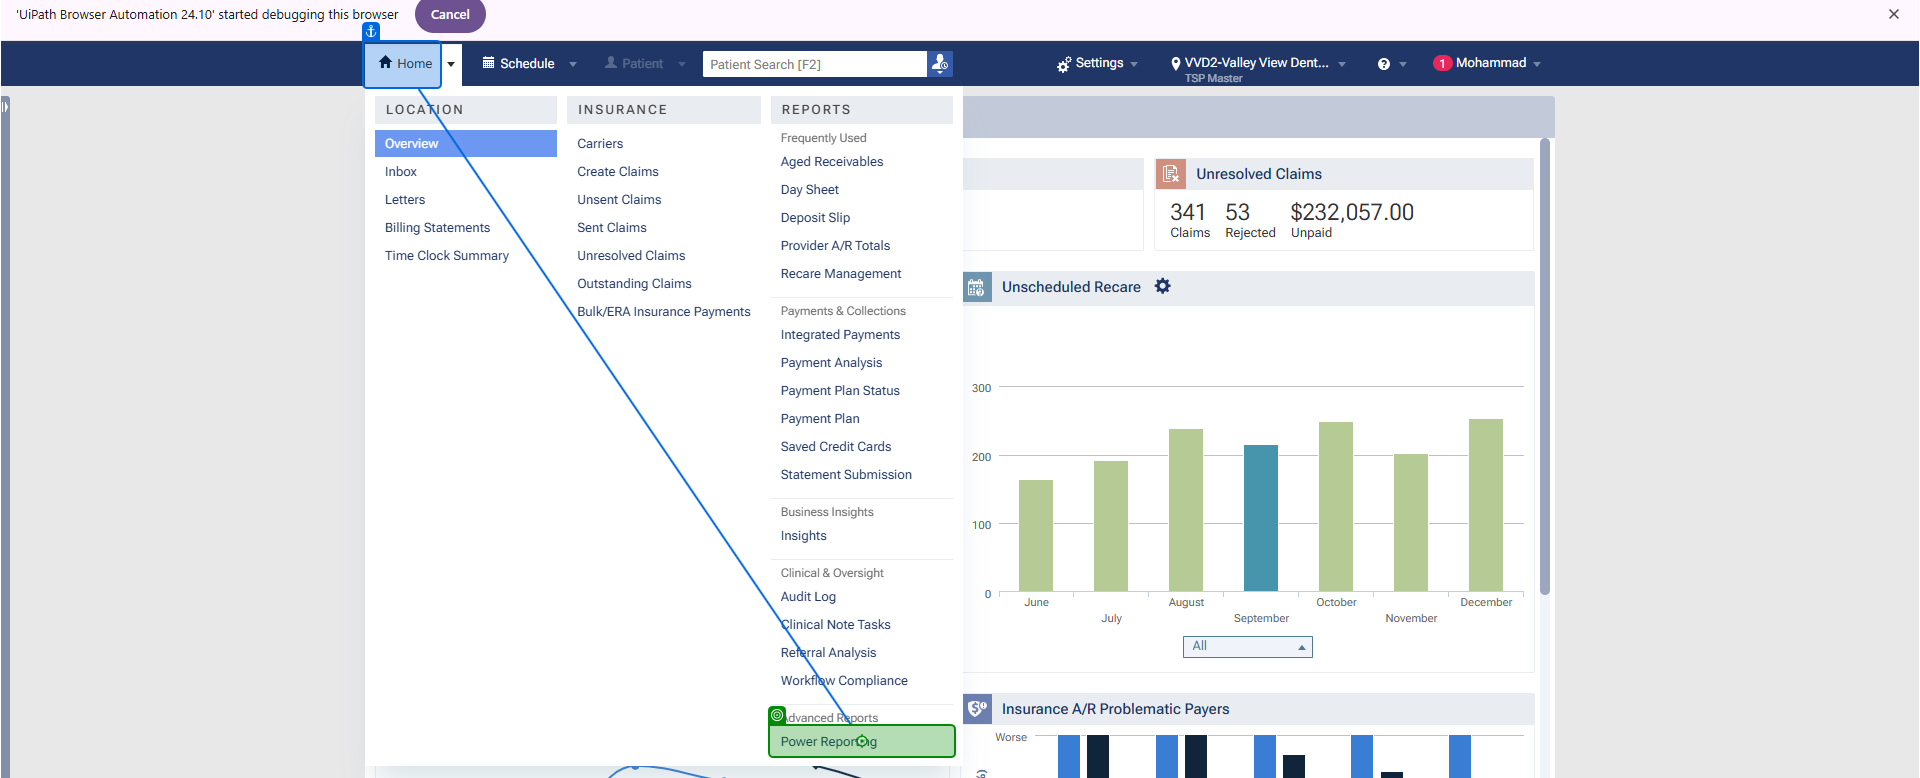 'UiPath Browser Automation 24.10' started debugging this browser
Cancel
Home
Schedule
Patient
Patient Search [F2]
Settings
VVD2-Valley View Dent...
TSP Master
1
Mohammad
LOCATION
Overview
Inbox
Letters
Billing Statements
Time Clock Summary
INSURANCE
Carriers
Create Claims
Unsent Claims
Sent Claims
Unresolved Claims
Outstanding Claims
Bulk/ERA Insurance Payments
REPORTS
Frequently Used
Aged Receivables
Day Sheet
Deposit Slip
Provider A/R Totals
Recare Management
Payments & Collections
Integrated Payments
Payment Analysis
Payment Plan Status
Payment Plan
Saved Credit Cards
Statement Submission
Business Insights
Insights
Clinical & Oversight
Audit Log
Clinical Note Tasks
Referral Analysis
Workflow Compliance
Advanced Reports
Power Reporting
Unresolved Claims
341 53 $232,057.00
Claims Rejected Unpaid
Unscheduled Recare
300
200
100
0
June
July
August
September
October
November
December
All
Insurance A/R Problematic Payers
Worse